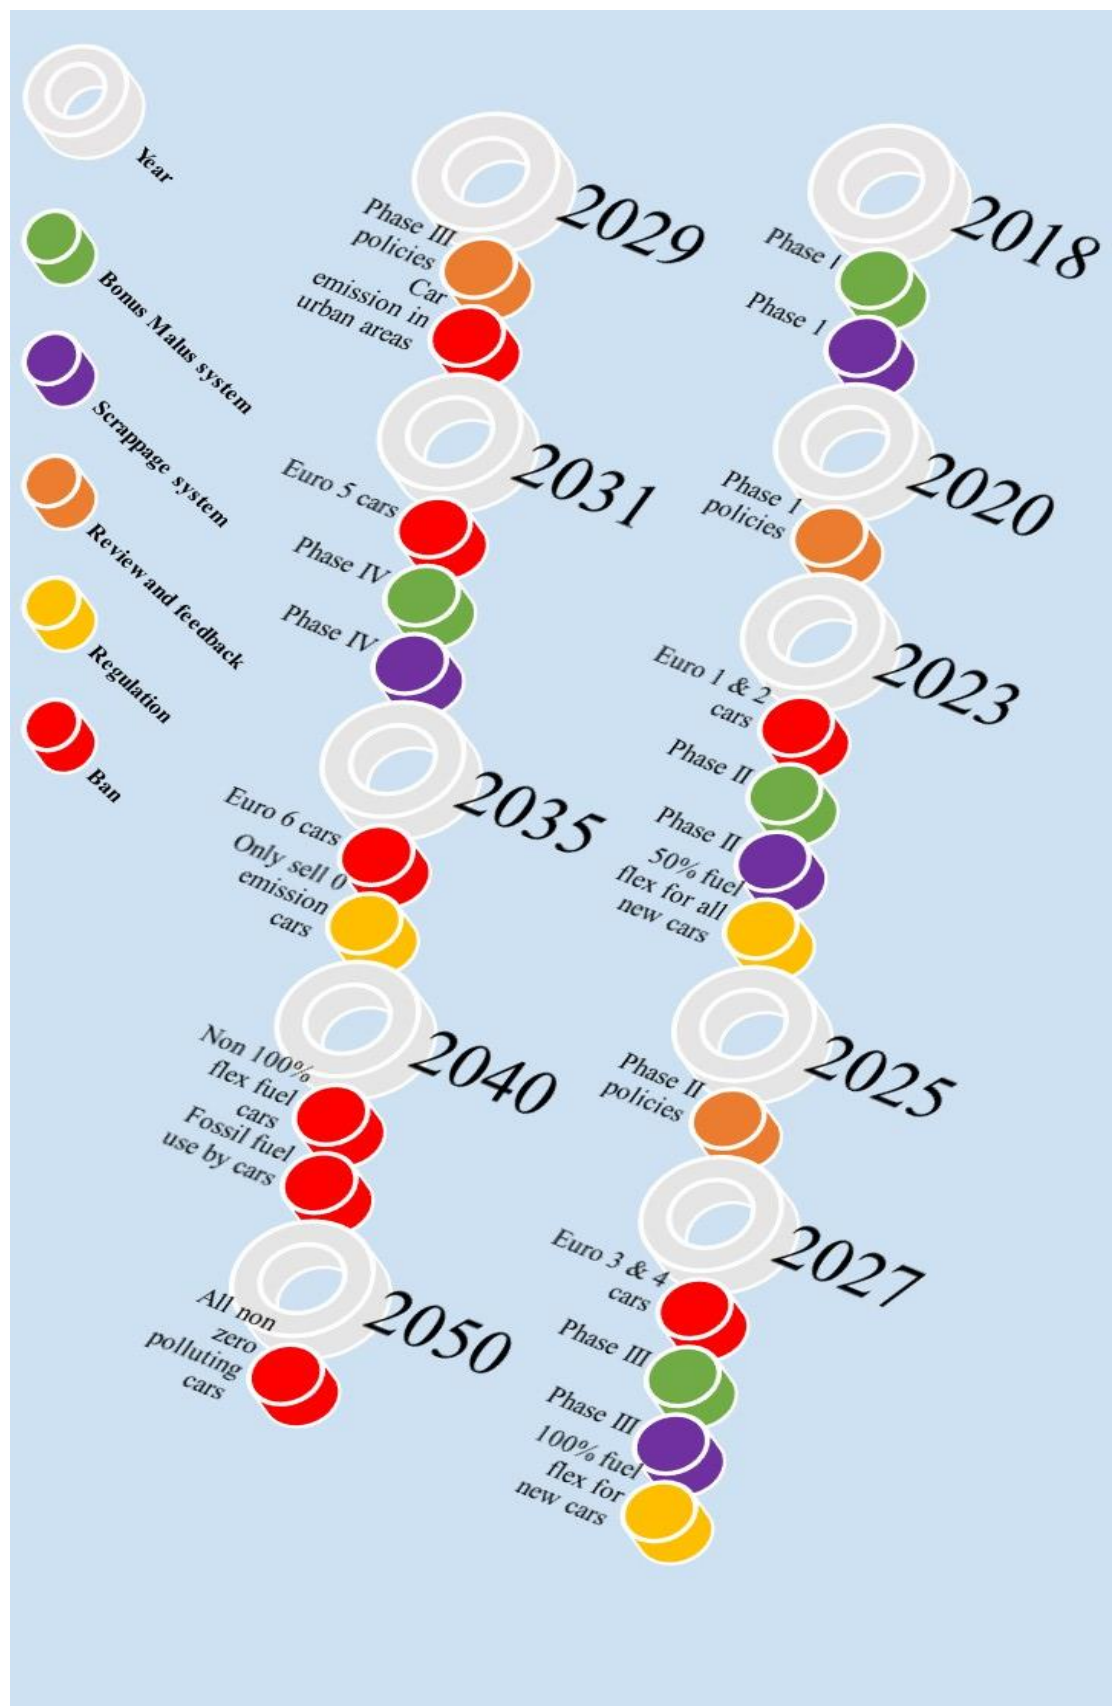 Year
Bonus Malus system
Scrappage system
Review and feedback
Regulation
Ban
2018
Phase I
Phase 1
2020
Phase 1
policies
2023
Euro 1 & 2
cars
Phase II
Phase II
50% fuel
flex for all
new cars
2025
Phase II
policies
2027
Euro 3 & 4
cars
Phase III
Phase III
100% fuel
flex for
new cars
2029
Phase III
policies
Car
emission in
urban areas
2031
Euro 5 cars
Phase IV
Phase IV
2035
Euro 6 cars
Only sell 0
emission
cars
2040
Non 100%
flex fuel
cars
Fossil fuel
use by cars
2050
All non
zero
polluting
cars